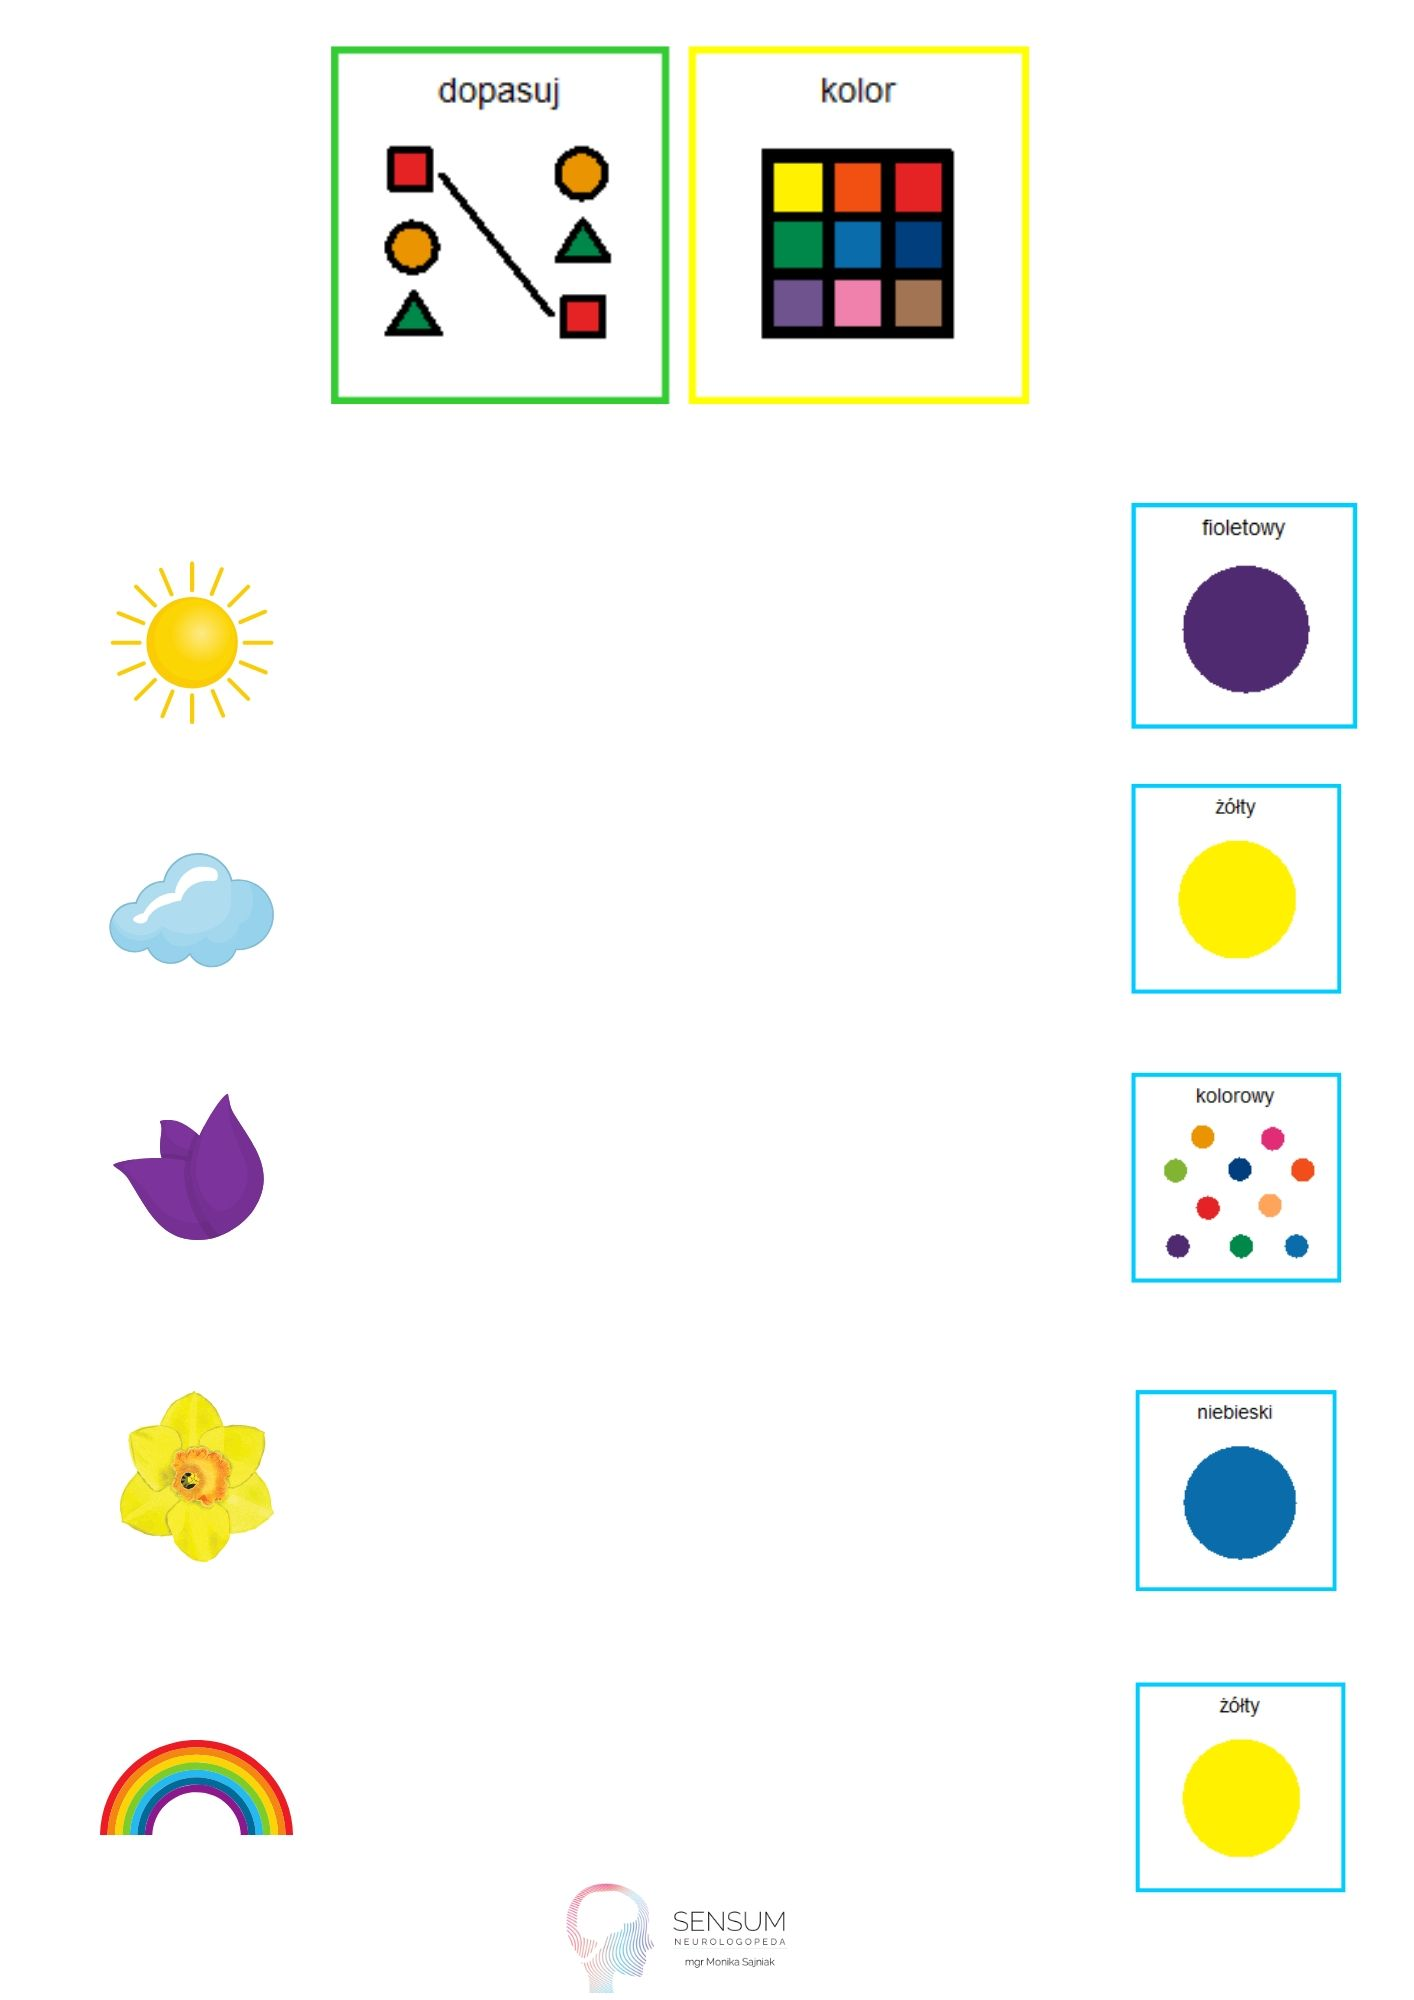 dopasuj
kolor
fioletowy
żółty
kolorowy
niebieski
żółty
SENSUM
NEUROLOGOPEDA
mgr Monika Sajniak